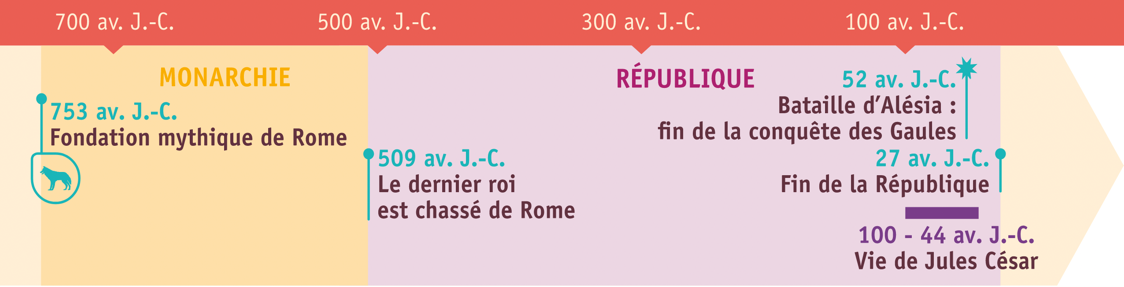 700 av. J.-C.
500 av. J.-C.
300 av. J.-C.
100 av. J.-C.
MONARCHIE
753 av. J.-C.
Fondation mythique de Rome
RÉPUBLIQUE
509 av. J.-C.
Le dernier roi
est chassé de Rome
52 av. J.-C.
Bataille d’Alésia :
fin de la conquête des Gaules
27 av. J.-C.
Fin de la République
100 - 44 av. J.-C.
Vie de Jules César